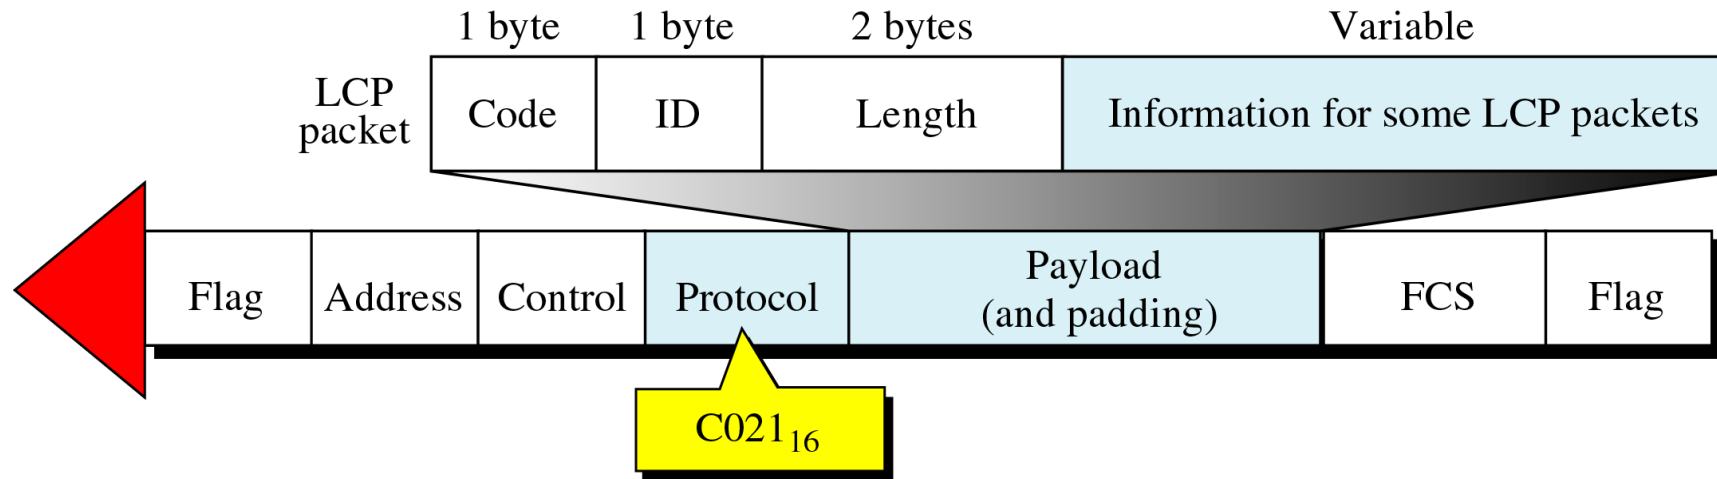 1 byte 1 byte 2 bytes Variable
LCP
packet
Code ID Length Information for some LCP packets
Flag Address Control Protocol Payload
(and padding) FCS Flag
C021₁₆